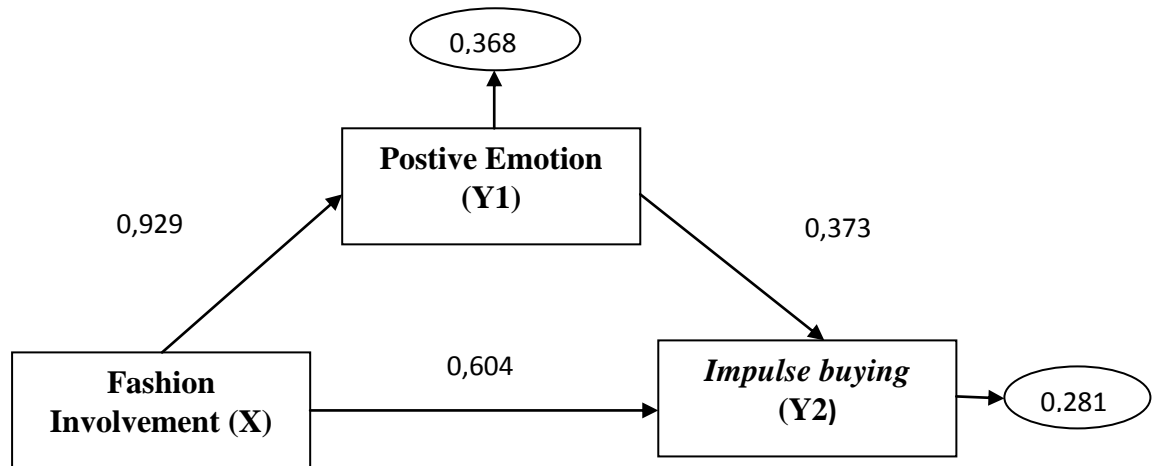 0,368
Postive Emotion
(Y1)
0,929
0,373
Fashion
Involvement (X)
0,604
Impulse buying
(Y2)
0,281